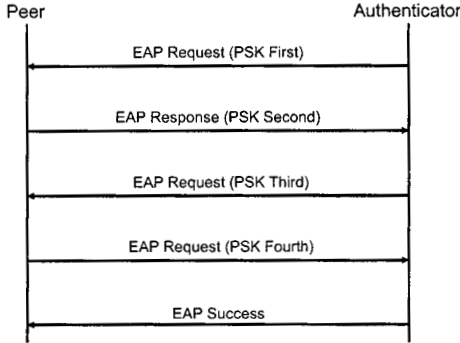 Peer Authenticator
EAP Request (PSK First)
EAP Response (PSK Second)
EAP Request (PSK Third)
EAP Request (PSK Fourth)
EAP Success